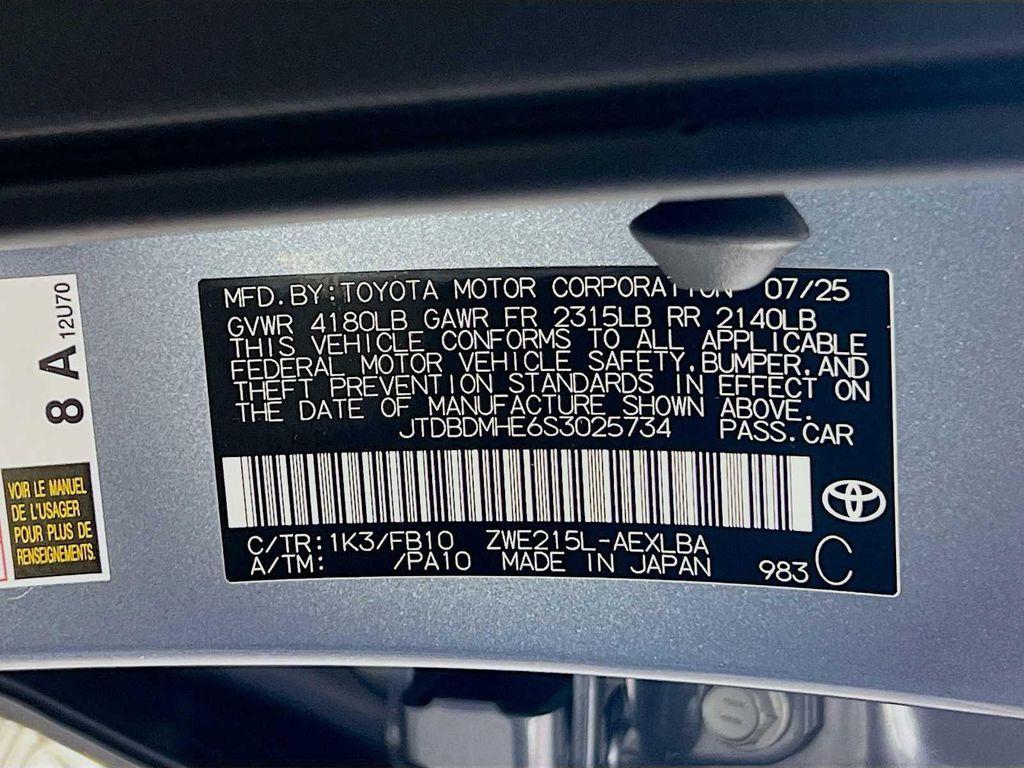 MFD.BY:TOYOTA MOTOR CORPORATION 07/25
GVWR 4180LB GAWR FR 2315LB RR 2140LB
THIS VEHICLE CONFORMS TO ALL APPLICABLE
FEDERAL MOTOR VEHICLE SAFETY,BUMPER,AND
THEFT PREVENTION STANDARDS IN EFFECT ON
THE DATE OF MANUFACTURE SHOWN ABOVE.
JTDBDMHE6S3025734 PASS.CAR
C/TR:1K3/FB10 ZWE215L-AEXLBA
A/TM: /PA10 MADE IN JAPAN 983 C
8 A 12U70
VOIR LE MANUEL
DE L'USAGER
POUR PLUS DE
RENSEIGNEMENTS.